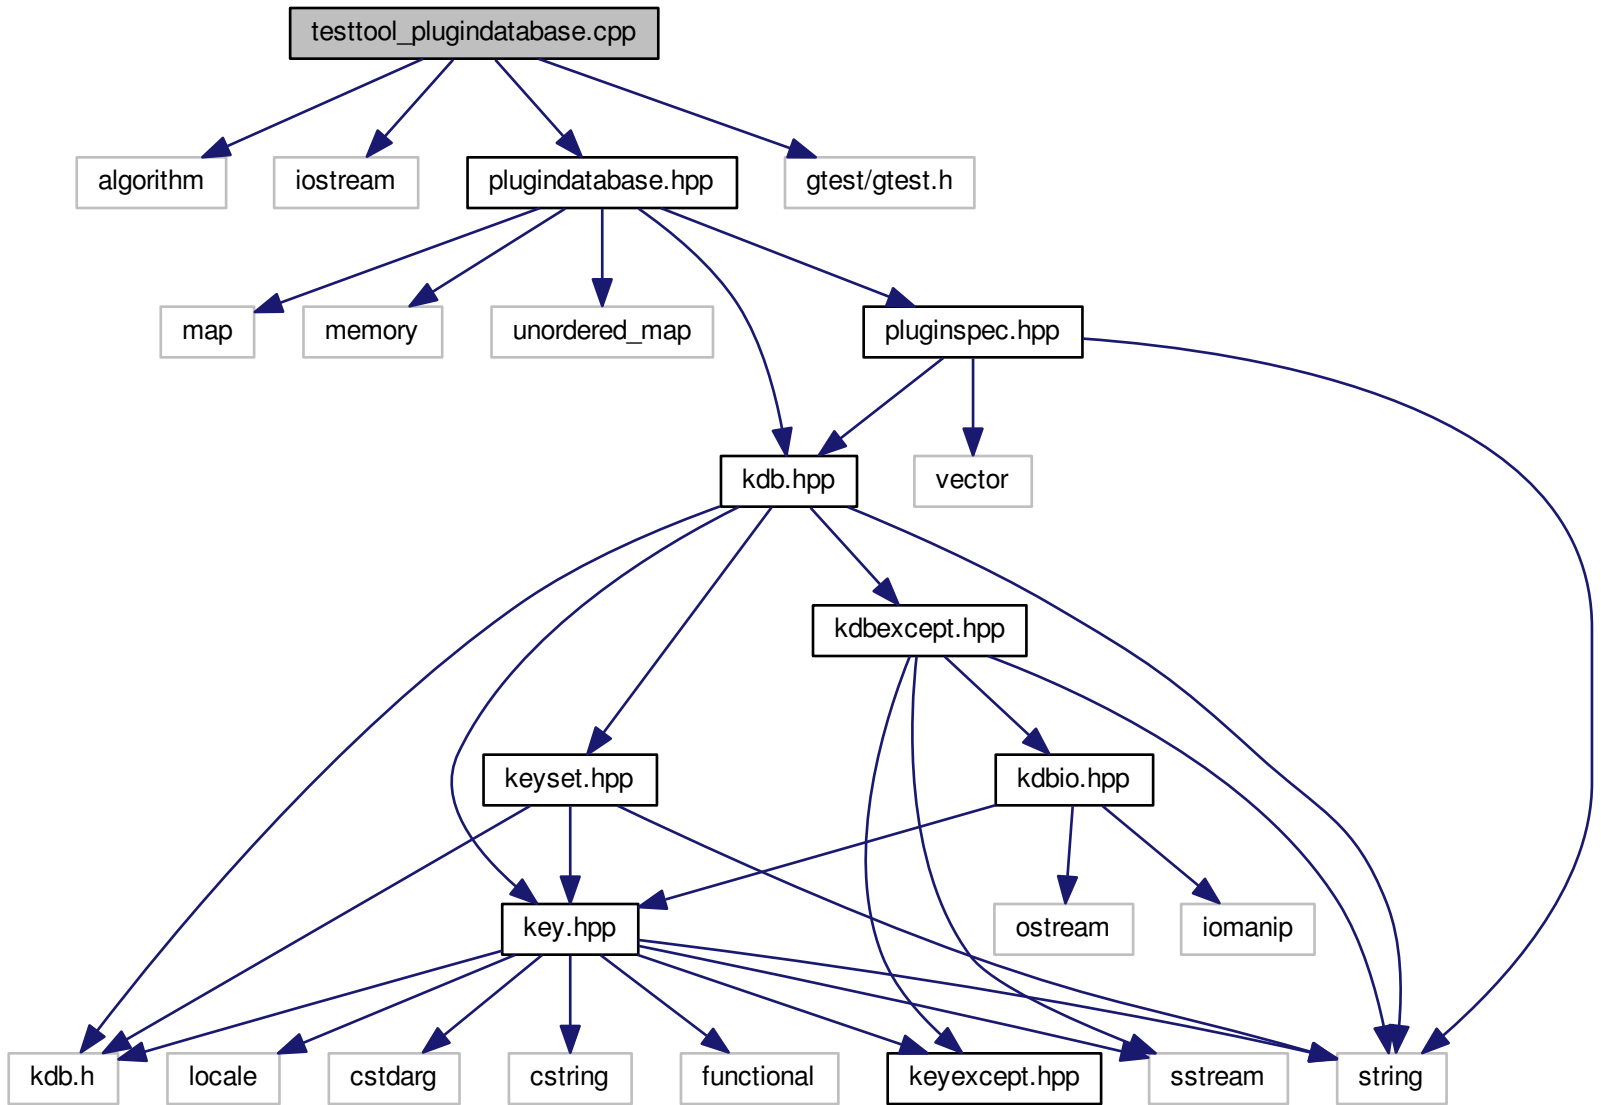 testtool_plugindatabase.cpp
algorithm
iostream
plugindatabase.hpp
gtest/gtest.h
map
memory
unordered_map
pluginspec.hpp
kdb.hpp
vector
kdbexcept.hpp
keyset.hpp
kdbio.hpp
key.hpp
ostream
iomanip
kdb.h
locale
cstdarg
cstring
functional
keyexcept.hpp
sstream
string